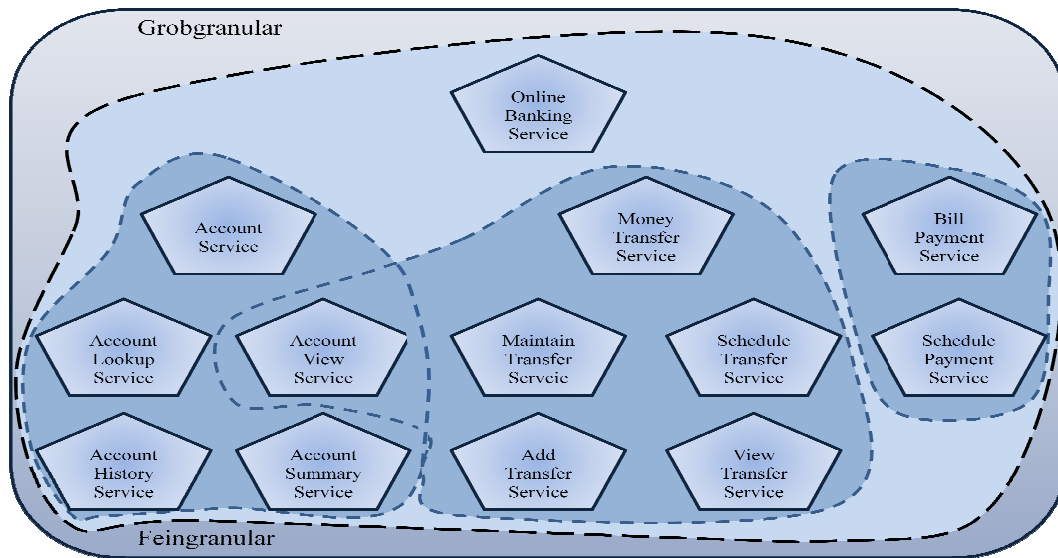 Grobgranular
Online
Banking
Service
Account
Service
Money
Transfer
Service
Bill
Payment
Service
Account
Lookup
Service
Account
View
Service
Maintain
Transfer
Serveie
Schedule
Transfer
Service
Schedule
Payment
Service
Account
History
Service
Account
Summary
Service
Add
Transfer
Service
View
Transfer
Service
Feingranular